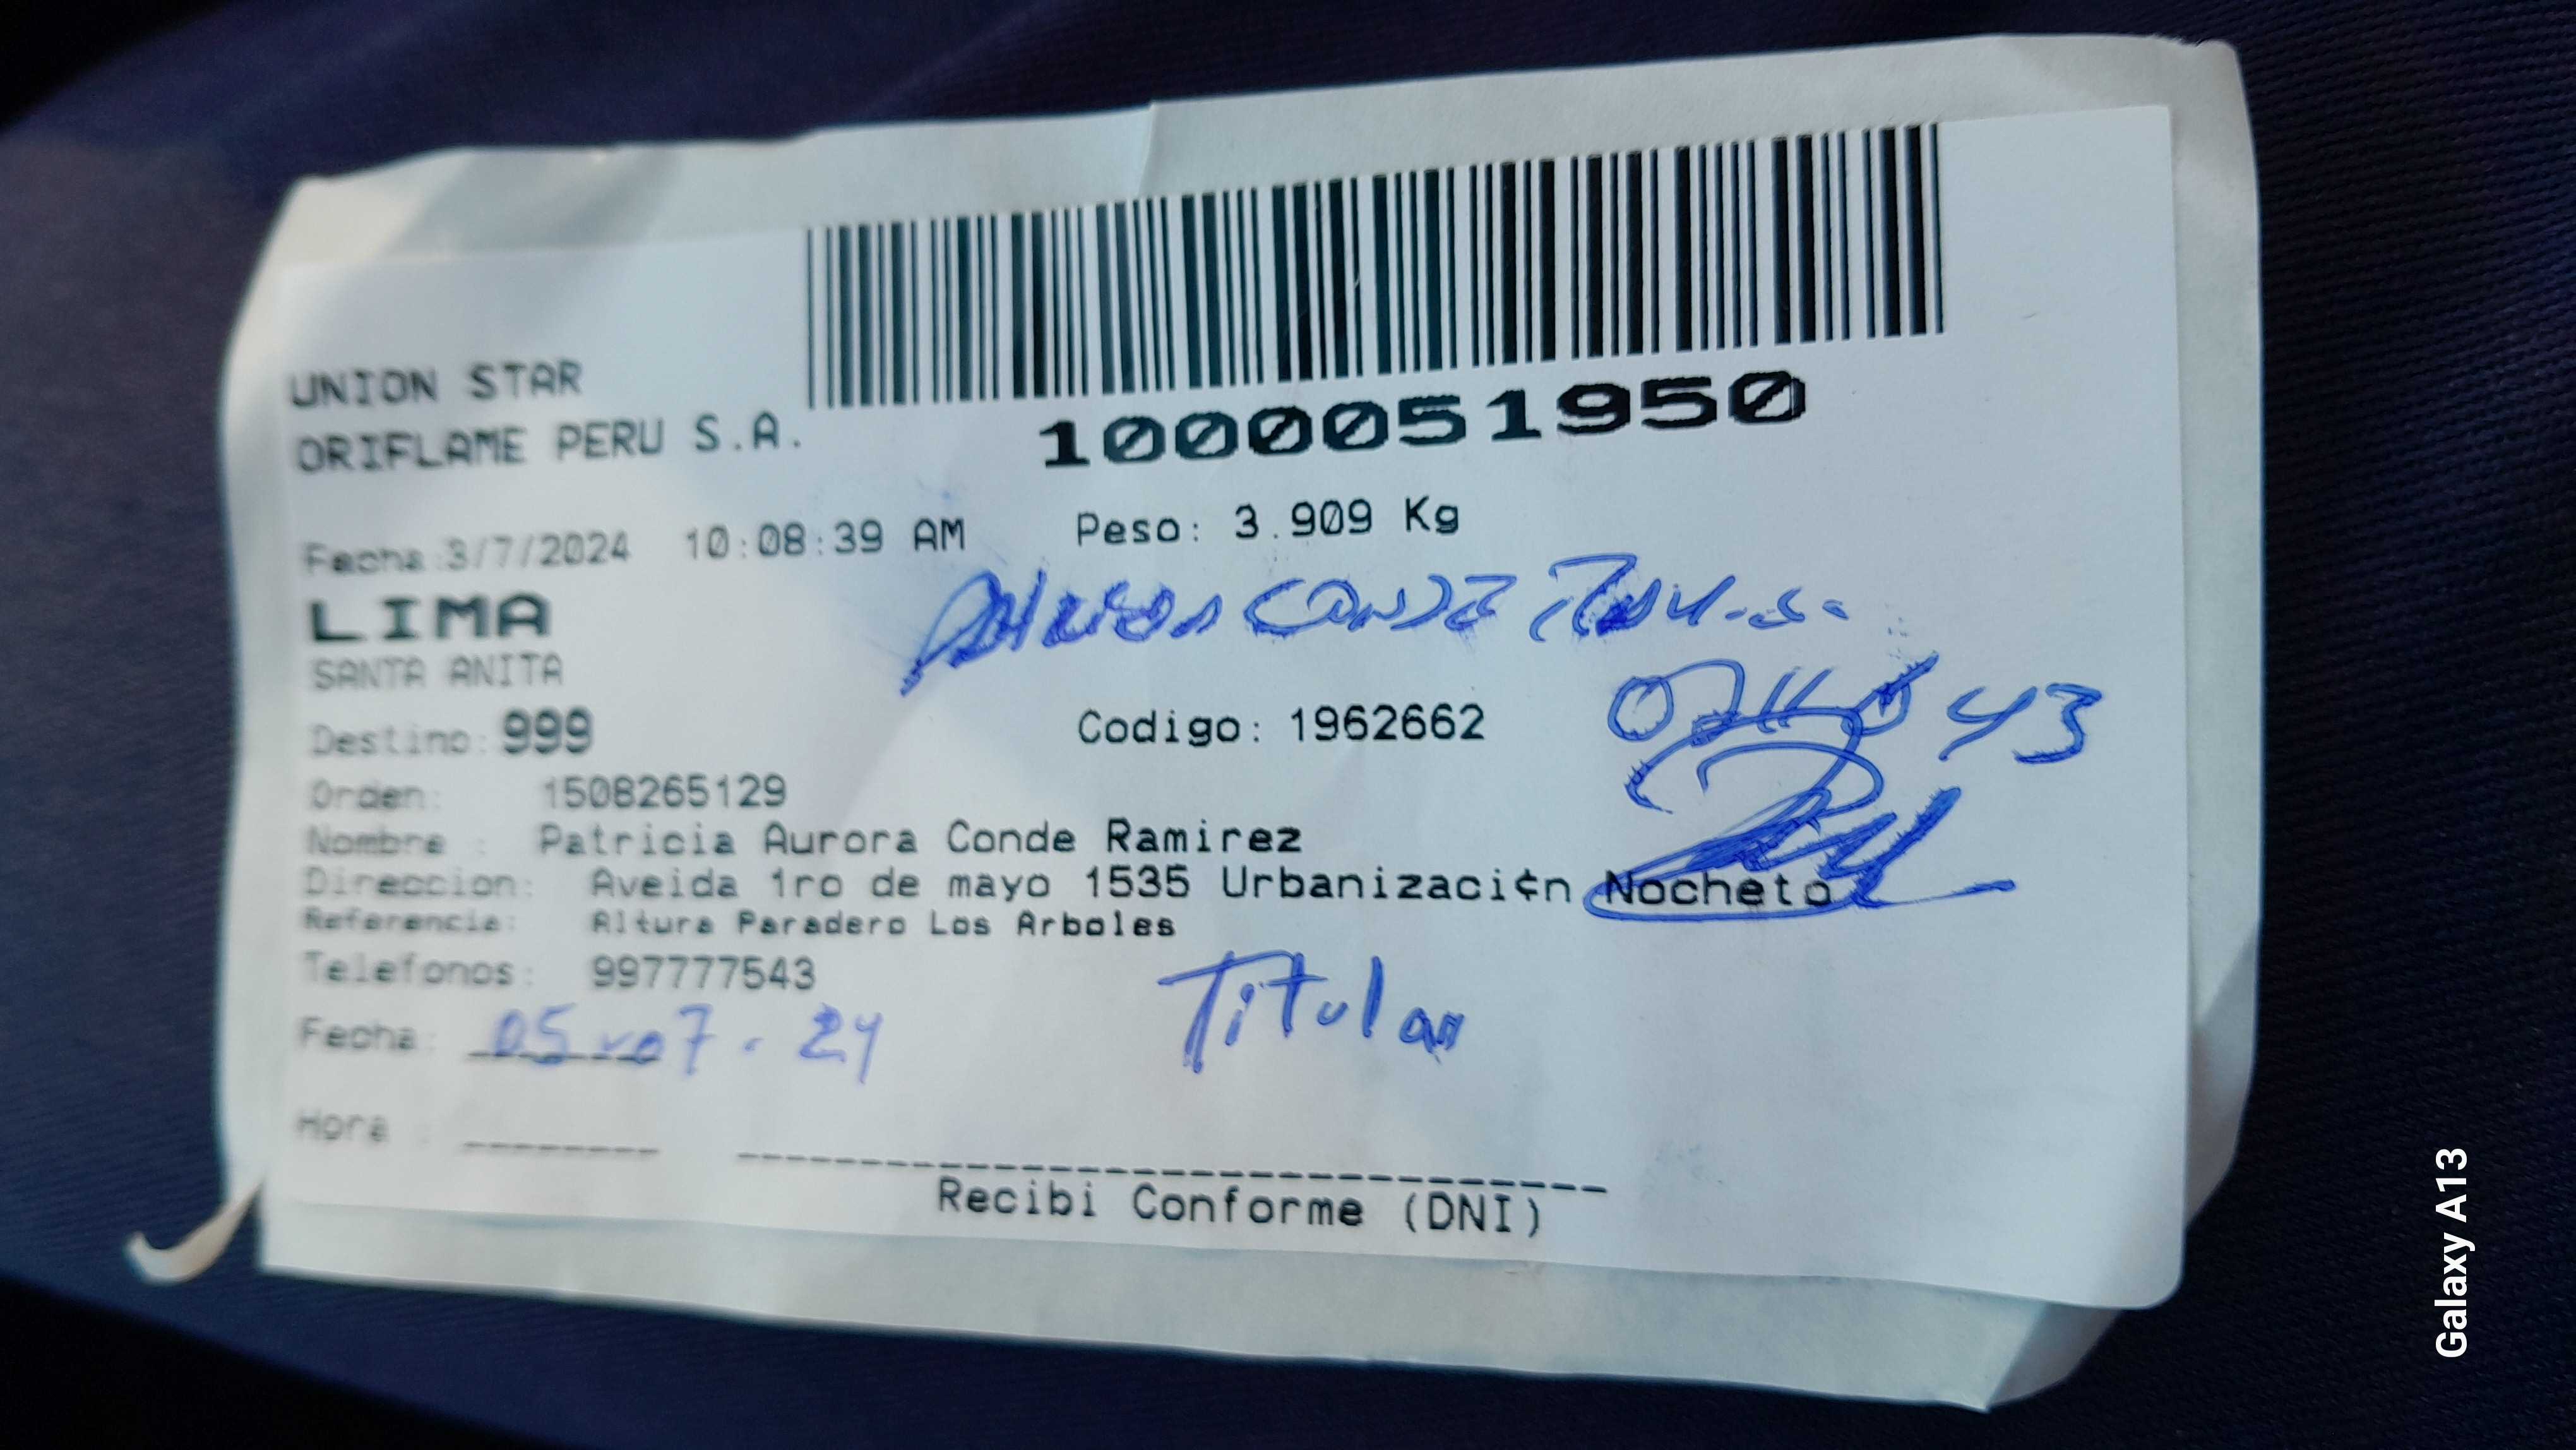 UNION STAR
ORIFLAME PERU S.A.
1000051950
Fecha:3/7/2024 10:08:39 AM Peso: 3.909 Kg
LIMA
SANTA ANITA
Conde
Destino: 999 Codigo: 1962662
43
Orden: 1508265129
Nombre : Patricia Aurora Conde Ramirez
Direccion: Aveida 1ro de mayo 1535 Urbanizaci¢n Nocheto
Referencia: Altura Paradero Los Arboles
Telefonos: 997777543
Titular
Fecha: 05-07-24
Hora :
Recibi Conforme (DNI)
Galaxy A13